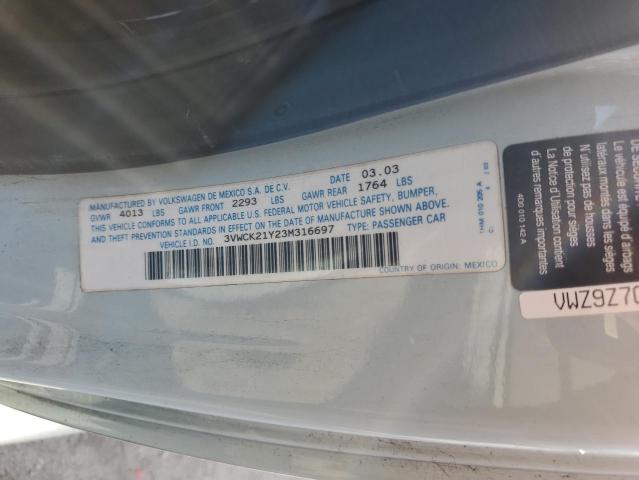 MANUFACTURED BY VOLKSWAGEN DE MEXICO S.A. DE C.V. DATE 03.03
GVWR 4013 LBS GAWR FRONT 2293 LBS GAWR REAR 1764 LBS
THIS VEHICLE CONFORMS TO ALL APPLICABLE U.S. FEDERAL MOTOR VEHICLE SAFETY, BUMPER,
AND THEFT PREVENTION STANDARDS IN EFFECT ON THE DATE OF MANUFACTURE SHOWN ABOVE.
VEHICLE I.D. NO.: 3VWCK21Y23M316697 TYPE: PASSENGER CAR
COUNTRY OF ORIGIN: MEXICO
1HM 010
Le véhicule est équipé d'airbags
latéraux montés dans les sièges
N'utilisez pas de housses
de protection pour
Sièges
La Notice d'Utilisation contient
d'autres remarques importantes
4D0 010 142 A
VWZ6Z7